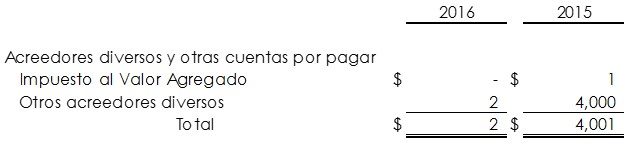 2016 2015
Acreedores diversos y otras cuentas por pagar
Impuesto al Valor Agregado $ - $ 1
Otros acreedores diversos 2 4,000
Total $ 2 $ 4,001